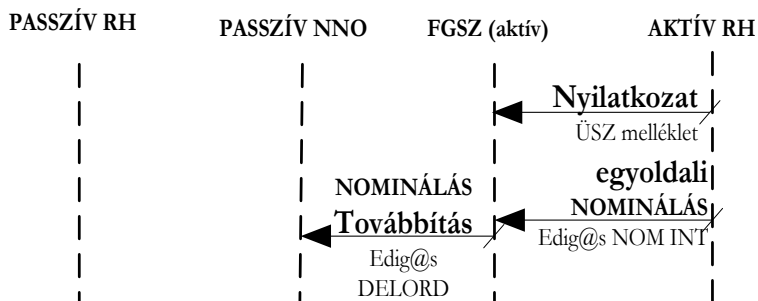 PASSZÍV RH PASSZÍV NNO FGSZ (aktív) AKTÍV RH
Nyilatkozat
ÜSZ melléklet
egyoldali
NOMINÁLÁS
Edig@s NOM INT
NOMINÁLÁS
Továbbítás
Edig@s
DELORD